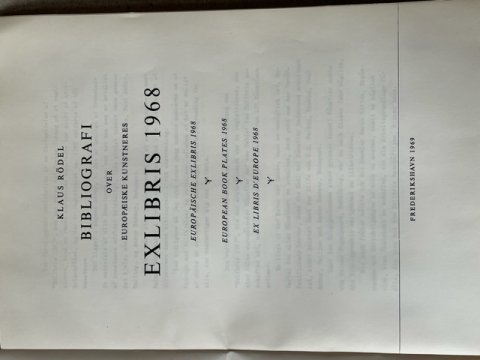 KLAUS RÖDEL
BIBLIOGRAFI
OVER
EUROPÆISKE KUNSTNERES
EXLIBRIS 1968
EUROPÄISCHE EXLIBRIS 1968
EUROPEAN BOOK PLATES 1968
EX LIBRIS D'EUROPE 1968
FREDERIKSHAVN 1969